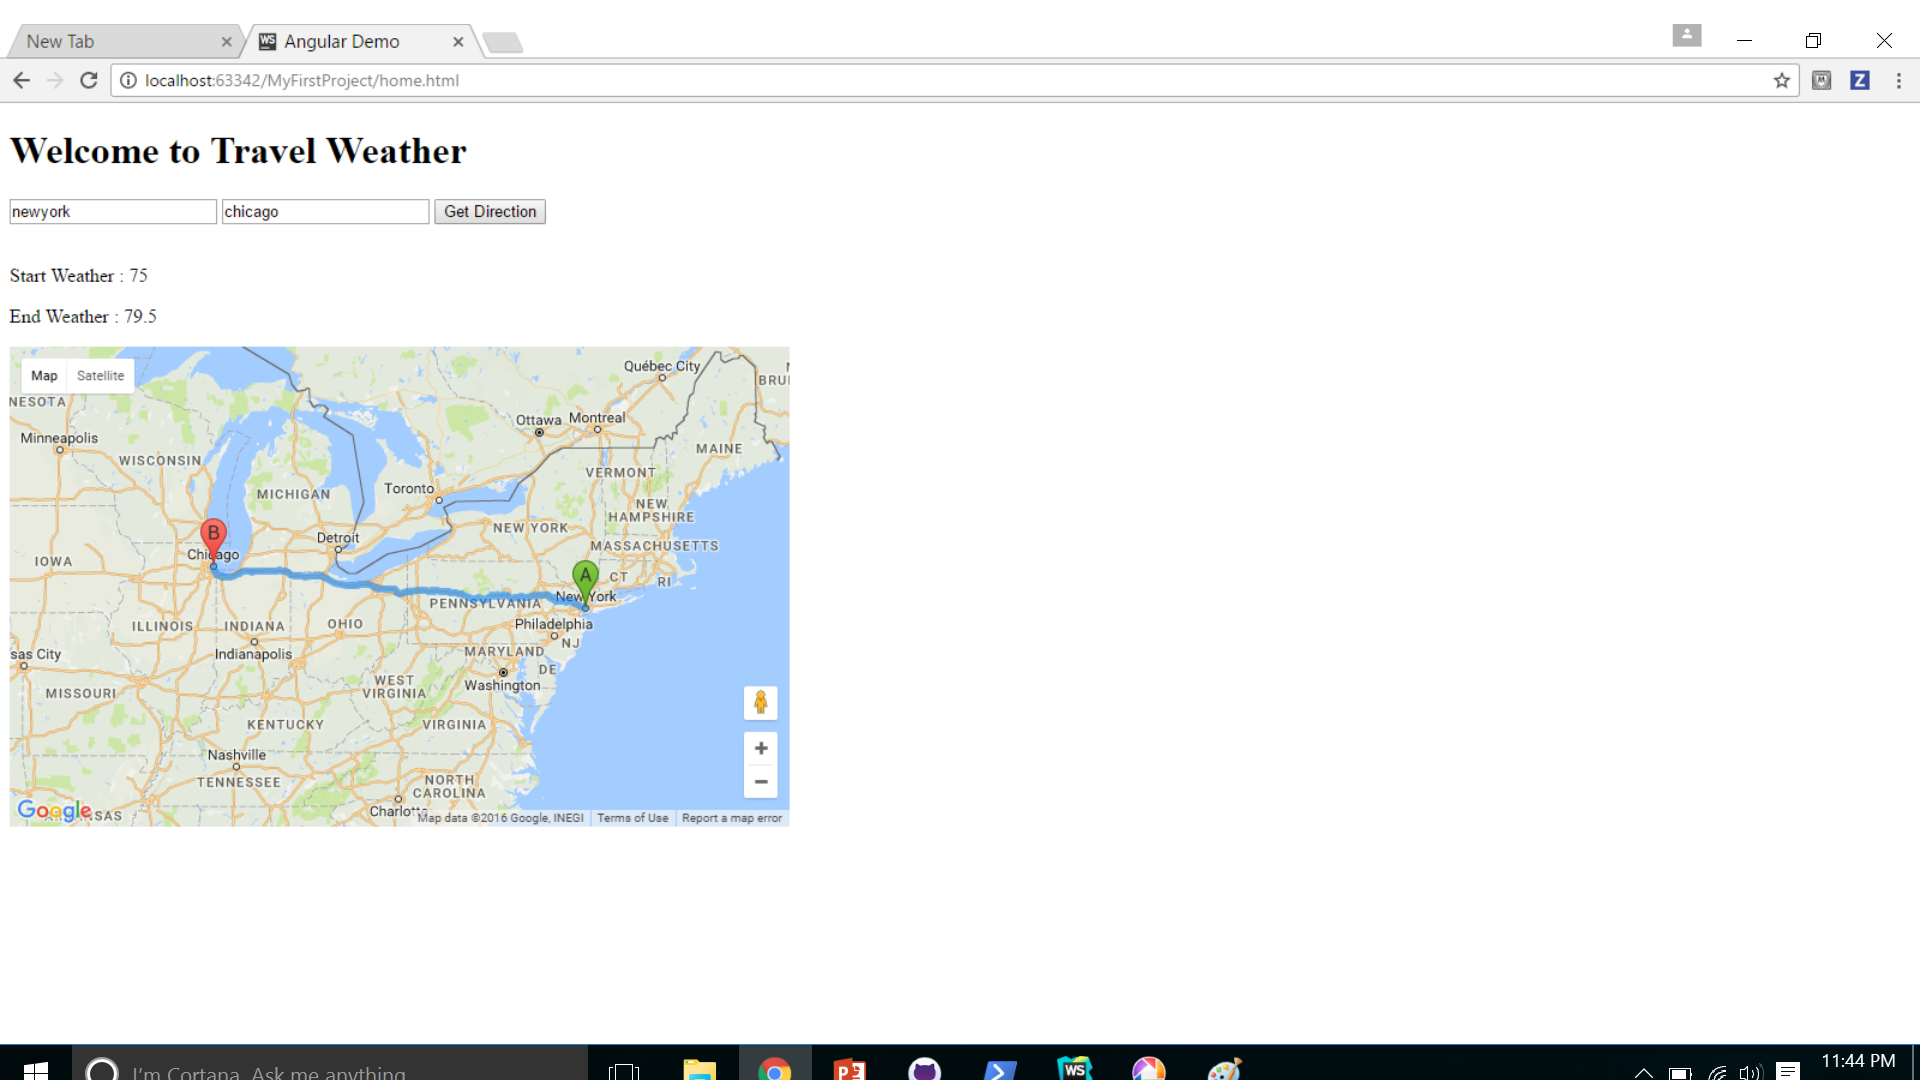 New Tab
WS Angular Demo
localhost:63342/MyFirstProject/home.html
Z
Welcome to Travel Weather
newyork chicago Get Direction
Start Weather : 75
End Weather : 79.5
Map Satellite
Québec City
BRU
NESOTA
Ottawa Montreal
Minneapolis
MAINE
WISCONSIN
VERMONT
Toronto
MICHIGAN
NEW
HAMPSHIRE
NEW YORK
B
Detroit
MASSACHUSETTS
Chicago
IOWA
A
CT RI
New York
PENNSYLVANIA
ILLINOIS INDIANA OHIO
Philadelphia
NJ
sas City
Indianapolis
MARYLAND
DE
WEST
VIRGINIA
Washington
MISSOURI
KENTUCKY
VIRGINIA
Nashville
TENNESSEE
NORTH
CAROLINA
Google
SAS
Charlott
Map data ©2016 Google, INEGI Terms of Use Report a map error
I'm Cortana. Ask me anything.
WS
11:44 PM